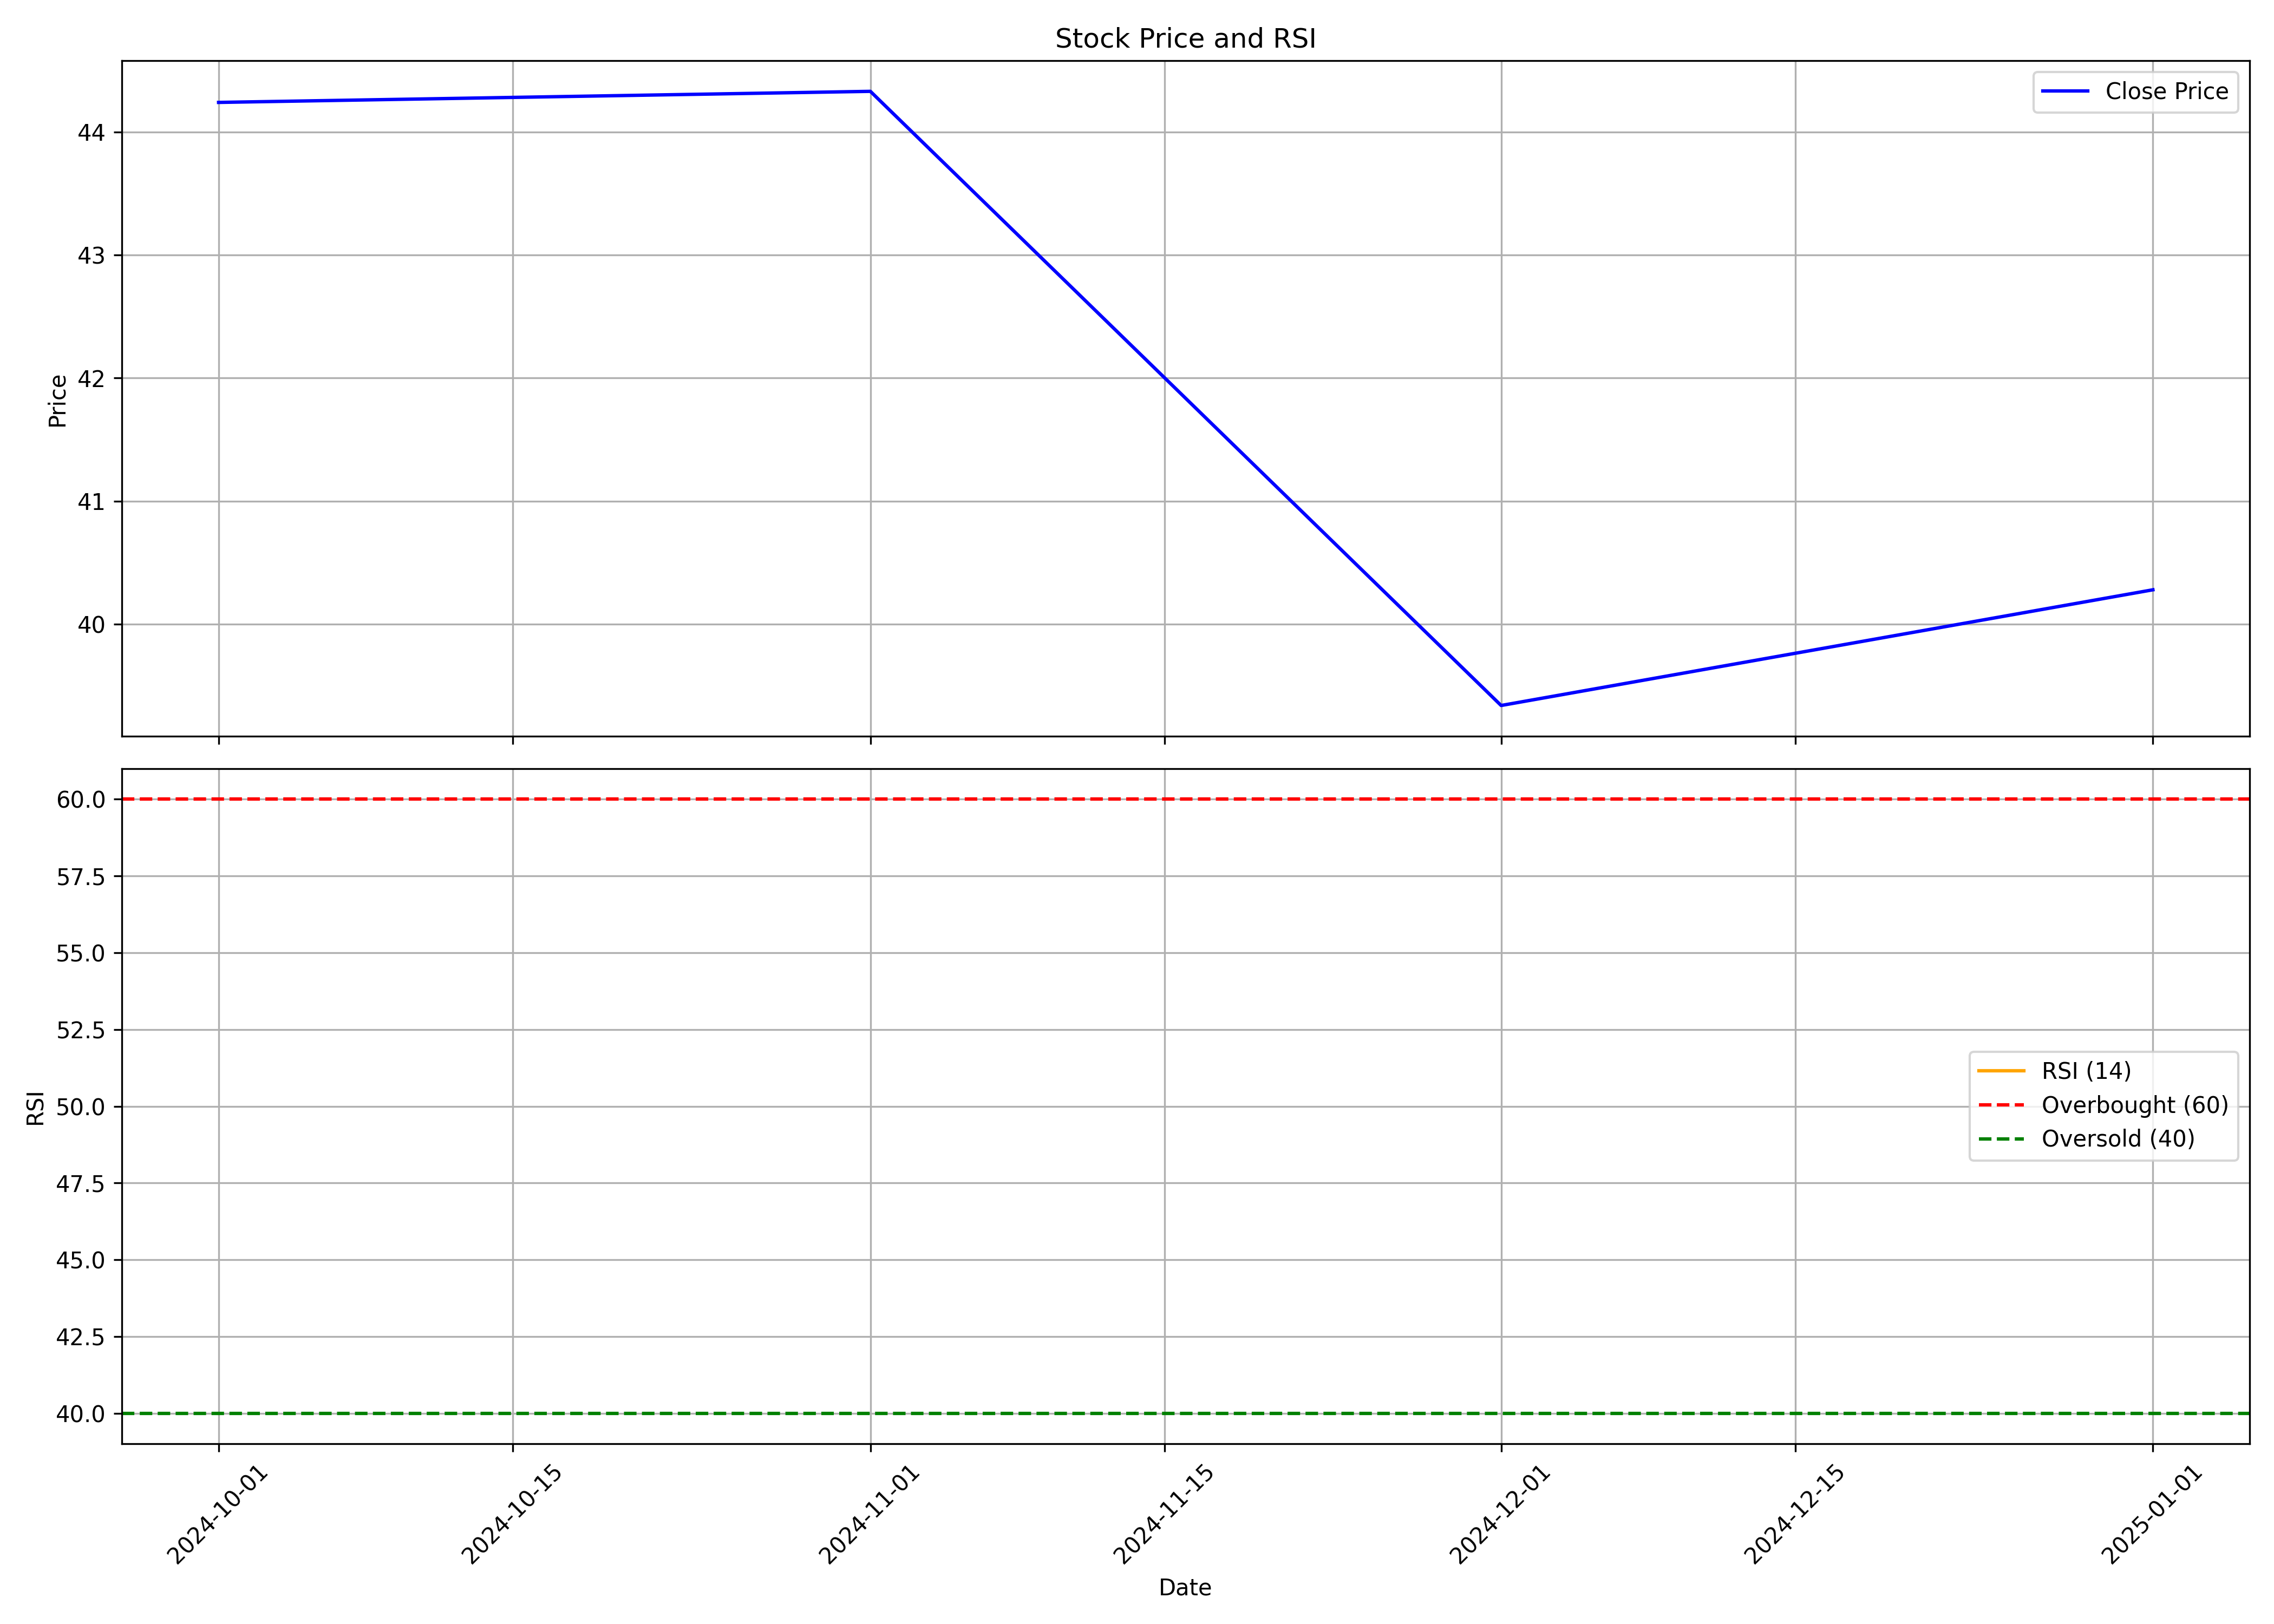 Stock Price and RSI
Close Price
Price
44
43
42
41
40
RSI
60.0
57.5
55.0
52.5
50.0
47.5
45.0
42.5
40.0
RSI (14)
Overbought (60)
Oversold (40)
2024-10-01
2024-10-15
2024-11-01
2024-11-15
2024-12-01
2024-12-15
2025-01-01
Date